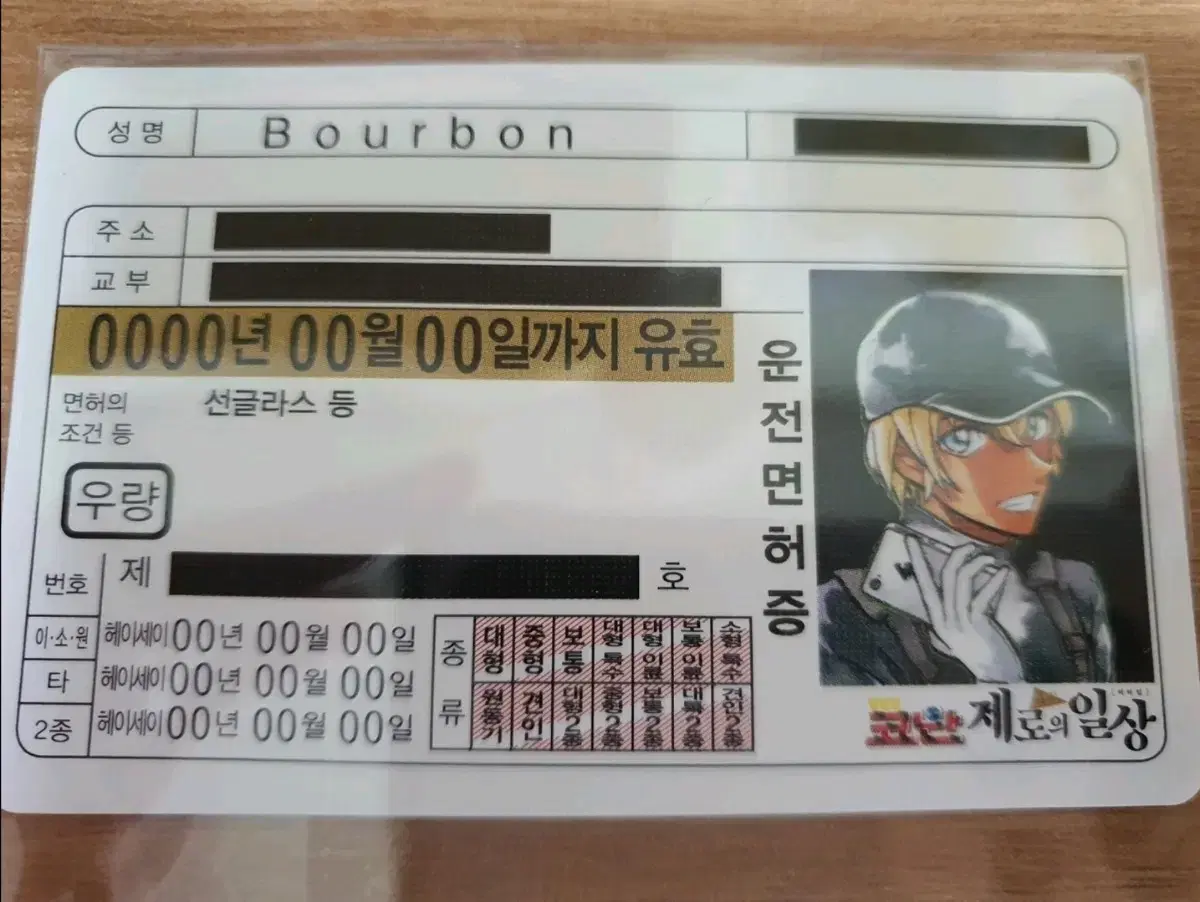 성명 Bourbon
주소
교부
0000년 00월 00일까지 유효
면허의 조건 등 선글라스 등
우량
운전면허증
번호 제 호
이·소·원 헤이세이00년 00월 00일
타 헤이세이00년 00월 00일
2종 헤이세이00년 00월 00일
종류
대형 중형 보통 대형특수 대형이륜 보통이륜 소형특수
원동기 견인 대형2종 중형2종 보통2종 대특2종 견인2종
코난 제로의 일상